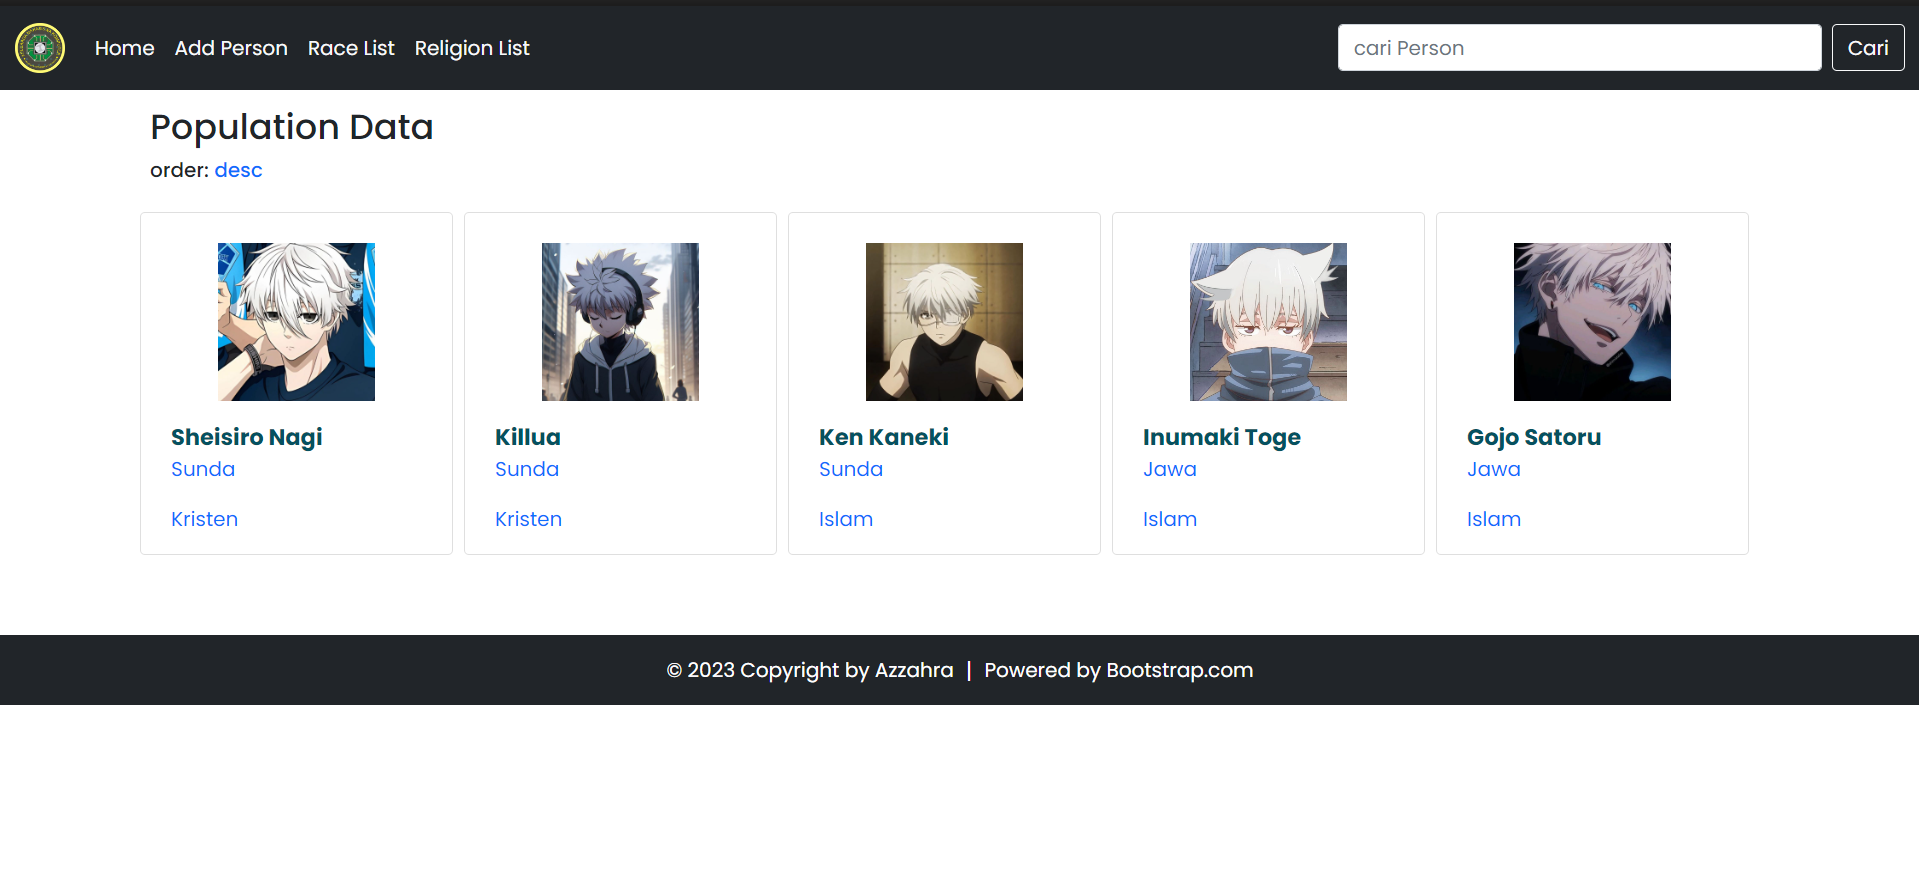 Home Add Person Race List Religion List cari Person Cari
Population Data
order: desc
Sheisiro Nagi
Sunda
Kristen
Killua
Sunda
Kristen
Ken Kaneki
Sunda
Islam
Inumaki Toge
Jawa
Islam
Gojo Satoru
Jawa
Islam
© 2023 Copyright by Azzahra | Powered by Bootstrap.com